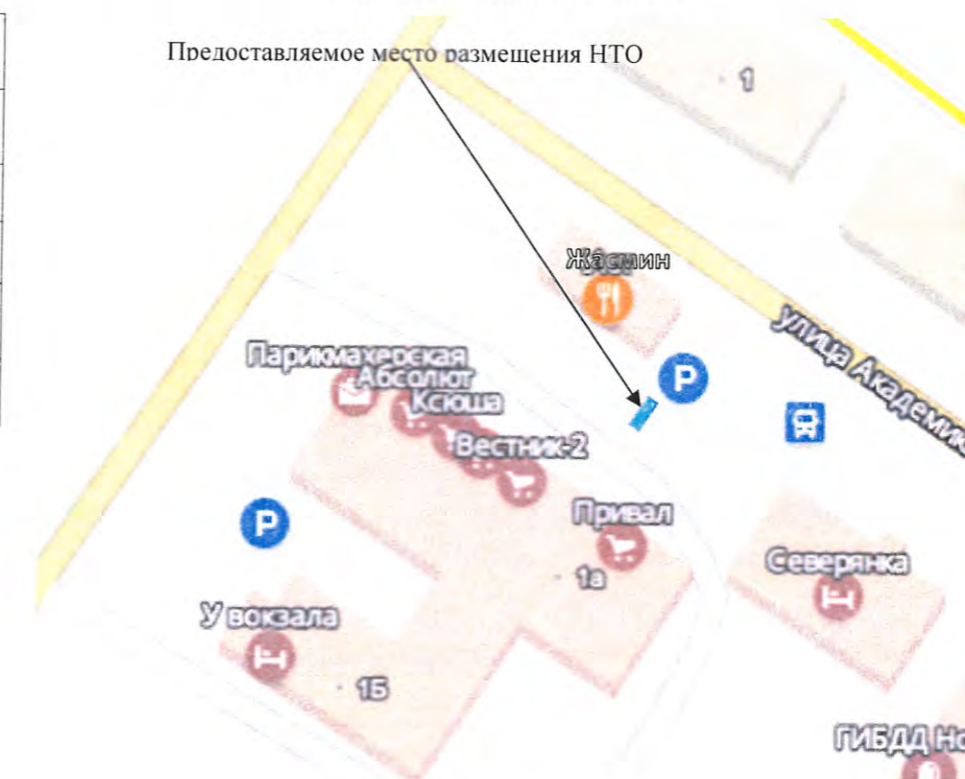 Предоставляемое место размещения НТО
1
Жасмин
улица Академик
Парикмахерская
Абсолют
Ксюша
Вестник-2
P
P
Привал
1а
Северянка
У вокзала
1Б
ГИБДД Но